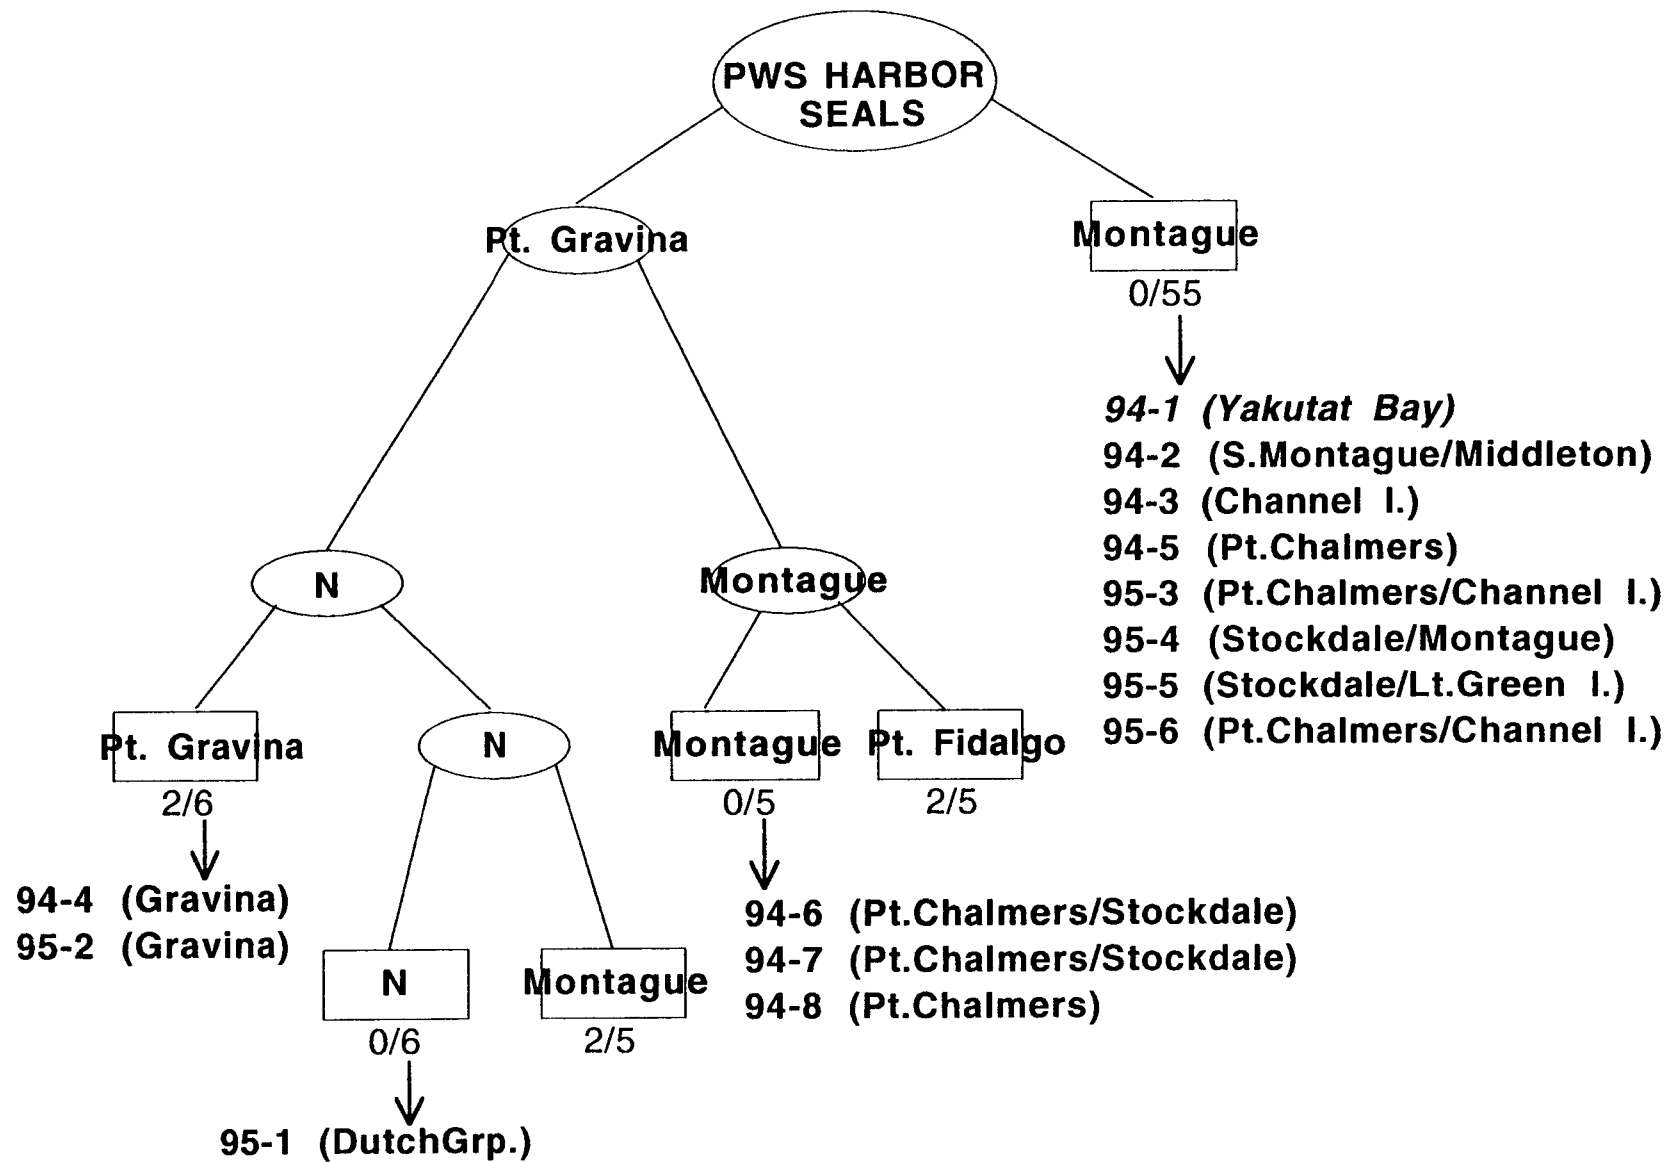 PWS HARBOR
SEALS
Pt. Gravina
Montague
0/55
94-1 (Yakutat Bay)
94-2 (S.Montague/Middleton)
94-3 (Channel I.)
94-5 (Pt.Chalmers)
95-3 (Pt.Chalmers/Channel I.)
95-4 (Stockdale/Montague)
95-5 (Stockdale/Lt.Green I.)
95-6 (Pt.Chalmers/Channel I.)
N
Montague
Pt. Gravina
2/6
N
Montague
0/5
Pt. Fidalgo
2/5
94-4 (Gravina)
95-2 (Gravina)
94-6 (Pt.Chalmers/Stockdale)
94-7 (Pt.Chalmers/Stockdale)
94-8 (Pt.Chalmers)
N
0/6
Montague
2/5
95-1 (DutchGrp.)